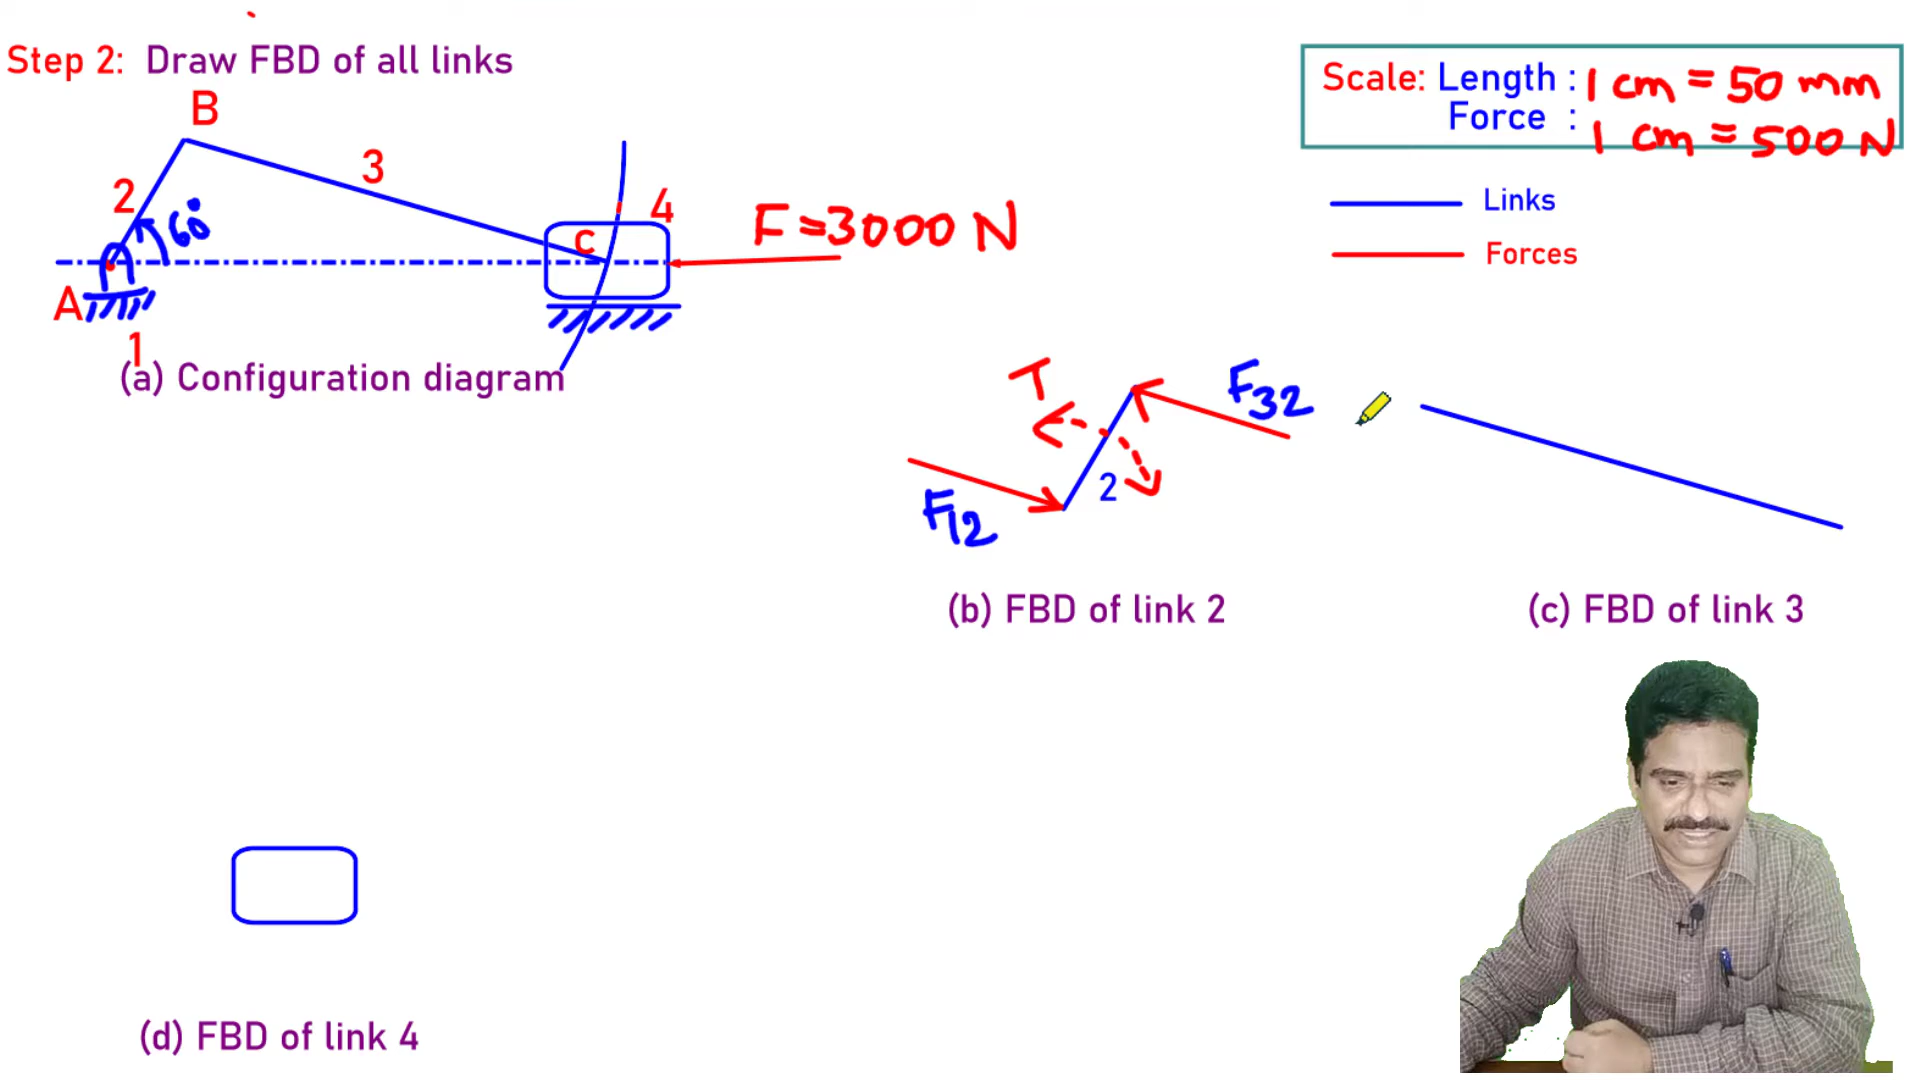 Step 2: Draw FBD of all links
Scale: Length : 1 cm = 50 mm
Force : 1 cm = 500 N
Links
Forces
B
3
2
60°
4
C
F = 3000 N
A
1
(a) Configuration diagram
T
F32
2
F12
(b) FBD of link 2
(c) FBD of link 3
(d) FBD of link 4